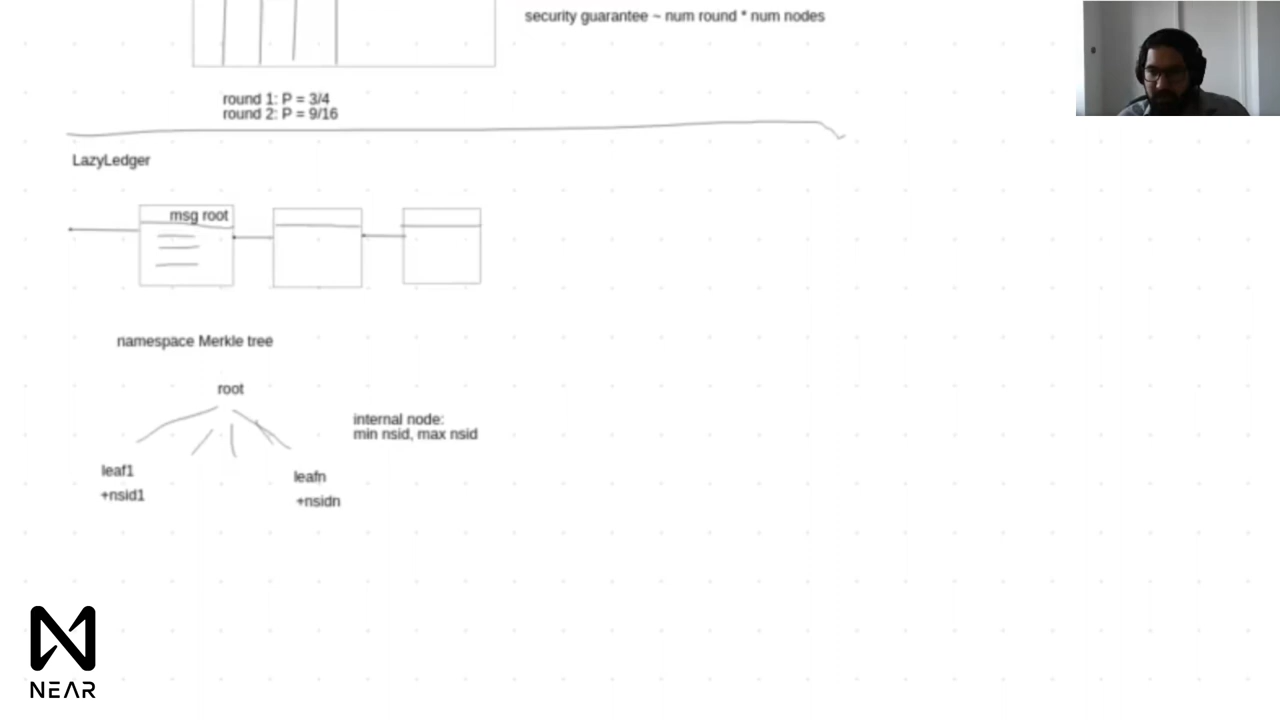 security guarantee ~ num round * num nodes
round 1: P = 3/4
round 2: P = 9/16
LazyLedger
msg root
namespace Merkle tree
root
internal node:
min nsid, max nsid
leaf1
+nsid1
leafn
+nsidn
NEAR